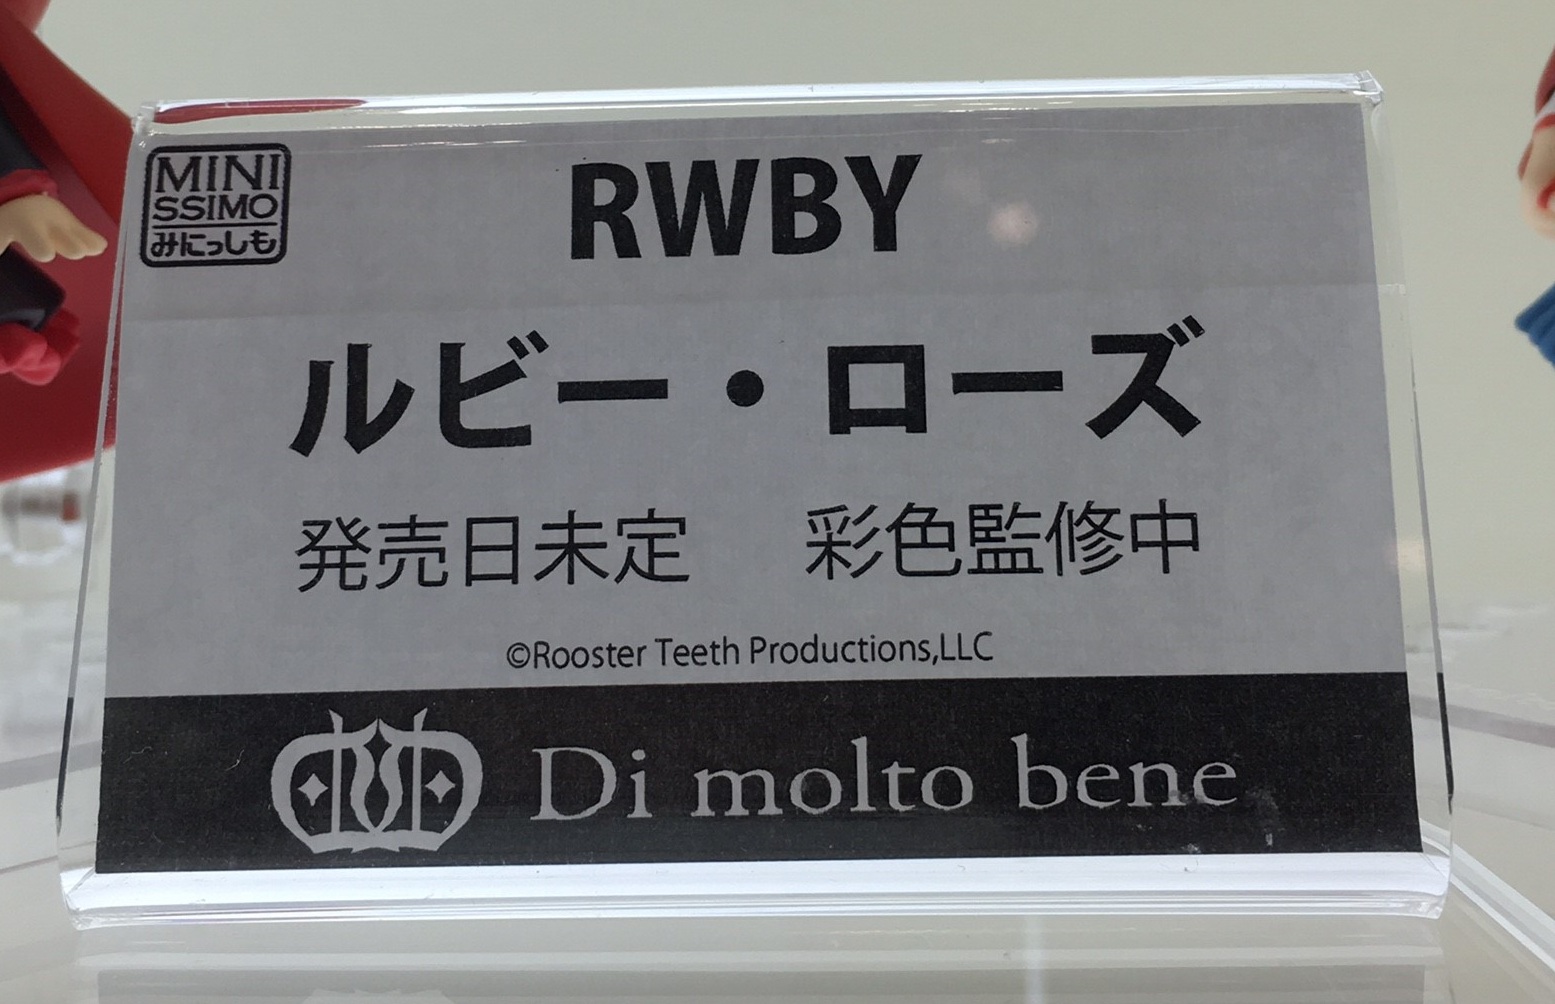 MINI
SSIMO
みにっしも
RWBY
ルビー・ローズ
発売日未定 彩色監修中
©Rooster Teeth Productions,LLC
Di molto bene